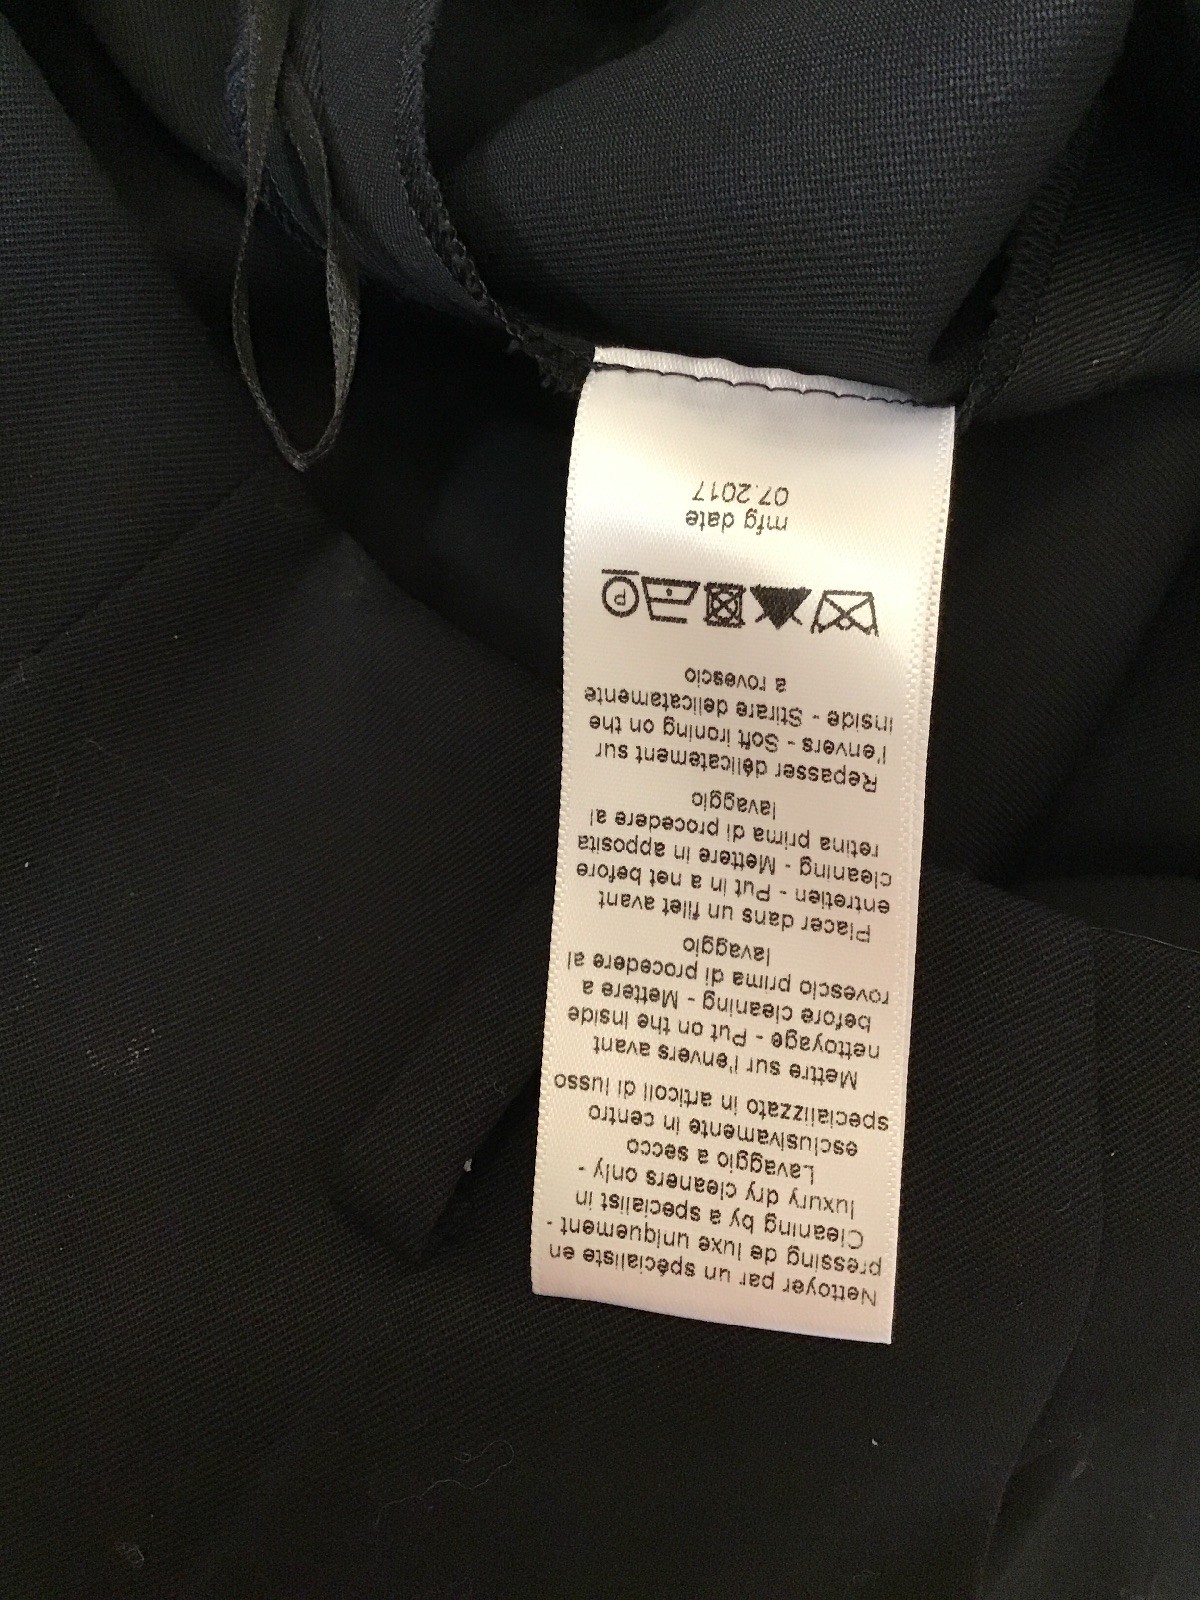 Nettoyer par un spécialiste en
pressing de luxe uniquement -
Cleaning by a specialist in
luxury dry cleaners only -
Lavaggio a secco
esclusivamente in centro
specializzato in articoli di lusso
Mettre sur l'envers avant
nettoyage - Put on the inside
before cleaning - Mettere a
rovescio prima di procedere al
lavaggio
Placer dans un filet avant
entretien - Put in a net before
cleaning - Mettere in apposita
retina prima di procedere al
lavaggio
Repasser délicatement sur
l'envers - Soft ironing on the
inside - Stirare delicatamente
a rovescio
P
mfg date
07.2017